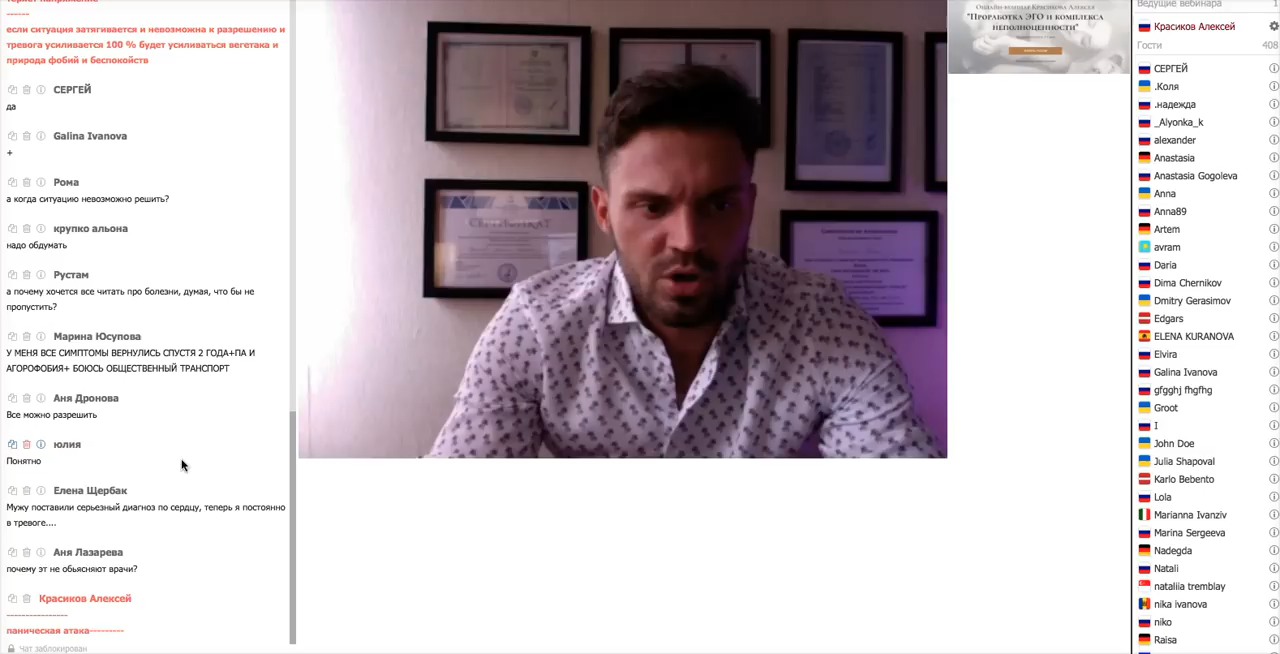 ------
если ситуация затягивается и невозможна к разрешению и
тревога усиливается 100 % будет усиливаться вегетака и
природа фобий и беспокойств
СЕРГЕЙ
да
Galina Ivanova
+
Рома
а когда ситуацию невозможно решить?
крупко альона
надо обдумать
Рустам
а почему хочется все читать про болезни, думая, что бы не
пропустить?
Марина Юсупова
У МЕНЯ ВСЕ СИМПТОМЫ ВЕРНУЛИСЬ СПУСТЯ 2 ГОДА+ПА И
АГОРОФОБИЯ+ БОЮСЬ ОБЩЕСТВЕННЫЙ ТРАНСПОРТ
Аня Дронова
Все можно разрешить
юлия
Понятно
Елена Щербак
Мужу поставили серьезный диагноз по сердцу, теперь я постоянно
в тревоге....
Аня Лазарева
почему эт не обьясняют врачи?
Красиков Алексей
----------------
паническая атака---------
Чат заблокирован
СЕРТИФИКАТ
"ПРОРАБОТКА ЭГО И КОМПЛЕКСА
НЕПОЛНОЦЕННОСТИ"
Ведущие вебинара 1
Красиков Алексей
Гости 408
СЕРГЕЙ
.Коля
.надежда
_Alyonka_k
alexander
Anastasia
Anastasia Gogoleva
Anna
Anna89
Artem
avram
Daria
Dima Chernikov
Dmitry Gerasimov
Edgars
ELENA KURANOVA
Elvira
Galina Ivanova
gfgghj fhgfhg
Groot
I
John Doe
Julia Shapoval
Karlo Bebento
Lola
Marianna Ivanziv
Marina Sergeeva
Nadegda
Natali
nataliia tremblay
nika ivanova
niko
Raisa